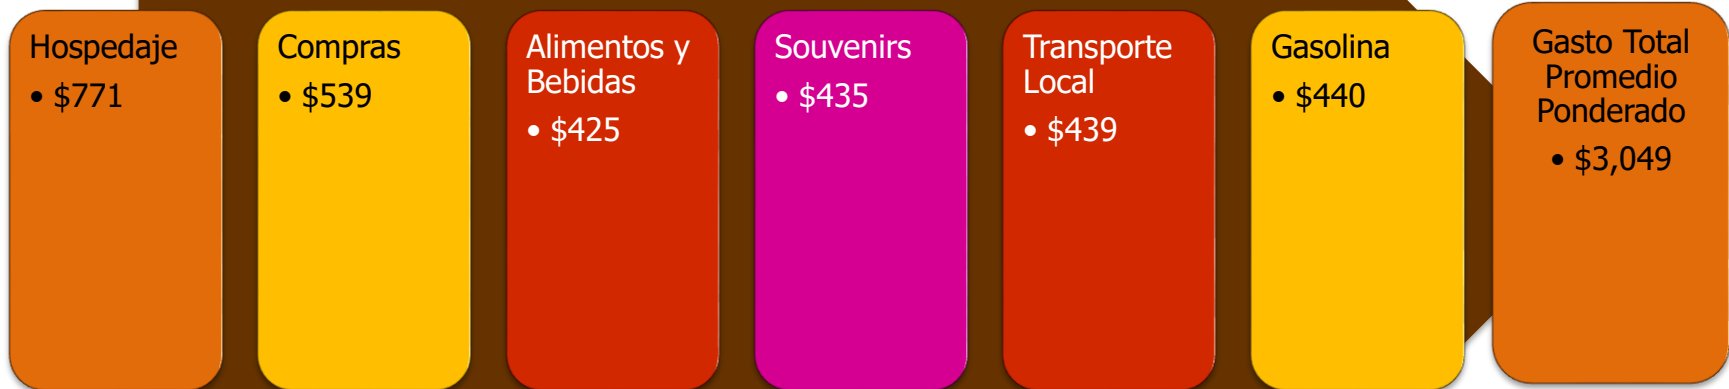 Hospedaje
• $771
Compras
• $539
Alimentos y
Bebidas
• $425
Souvenirs
• $435
Transporte
Local
• $439
Gasolina
• $440
Gasto Total
Promedio
Ponderado
• $3,049